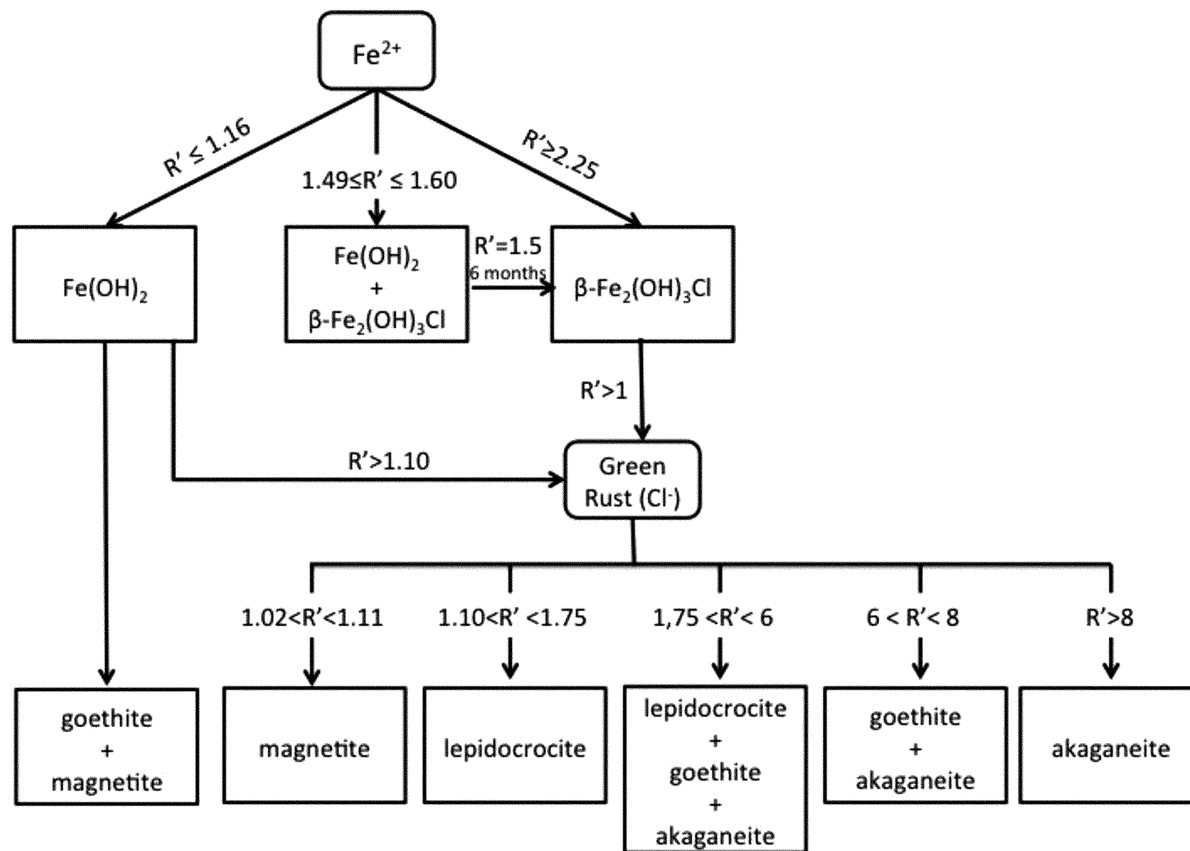 Fe²⁺
R' ≤ 1.16
1.49≤R' ≤ 1.60
R'≥2.25
Fe(OH)₂
Fe(OH)₂
+
β-Fe₂(OH)₃Cl
R'=1.5
6 months
β-Fe₂(OH)₃Cl
R'>1
R'>1.10
Green
Rust (Cl⁻)
1.02<R'<1.11
1.10<R' <1.75
1,75 <R'< 6
6 < R'< 8
R'>8
goethite
+
magnetite
magnetite
lepidocrocite
lepidocrocite
+
goethite
+
akaganeite
goethite
+
akaganeite
akaganeite